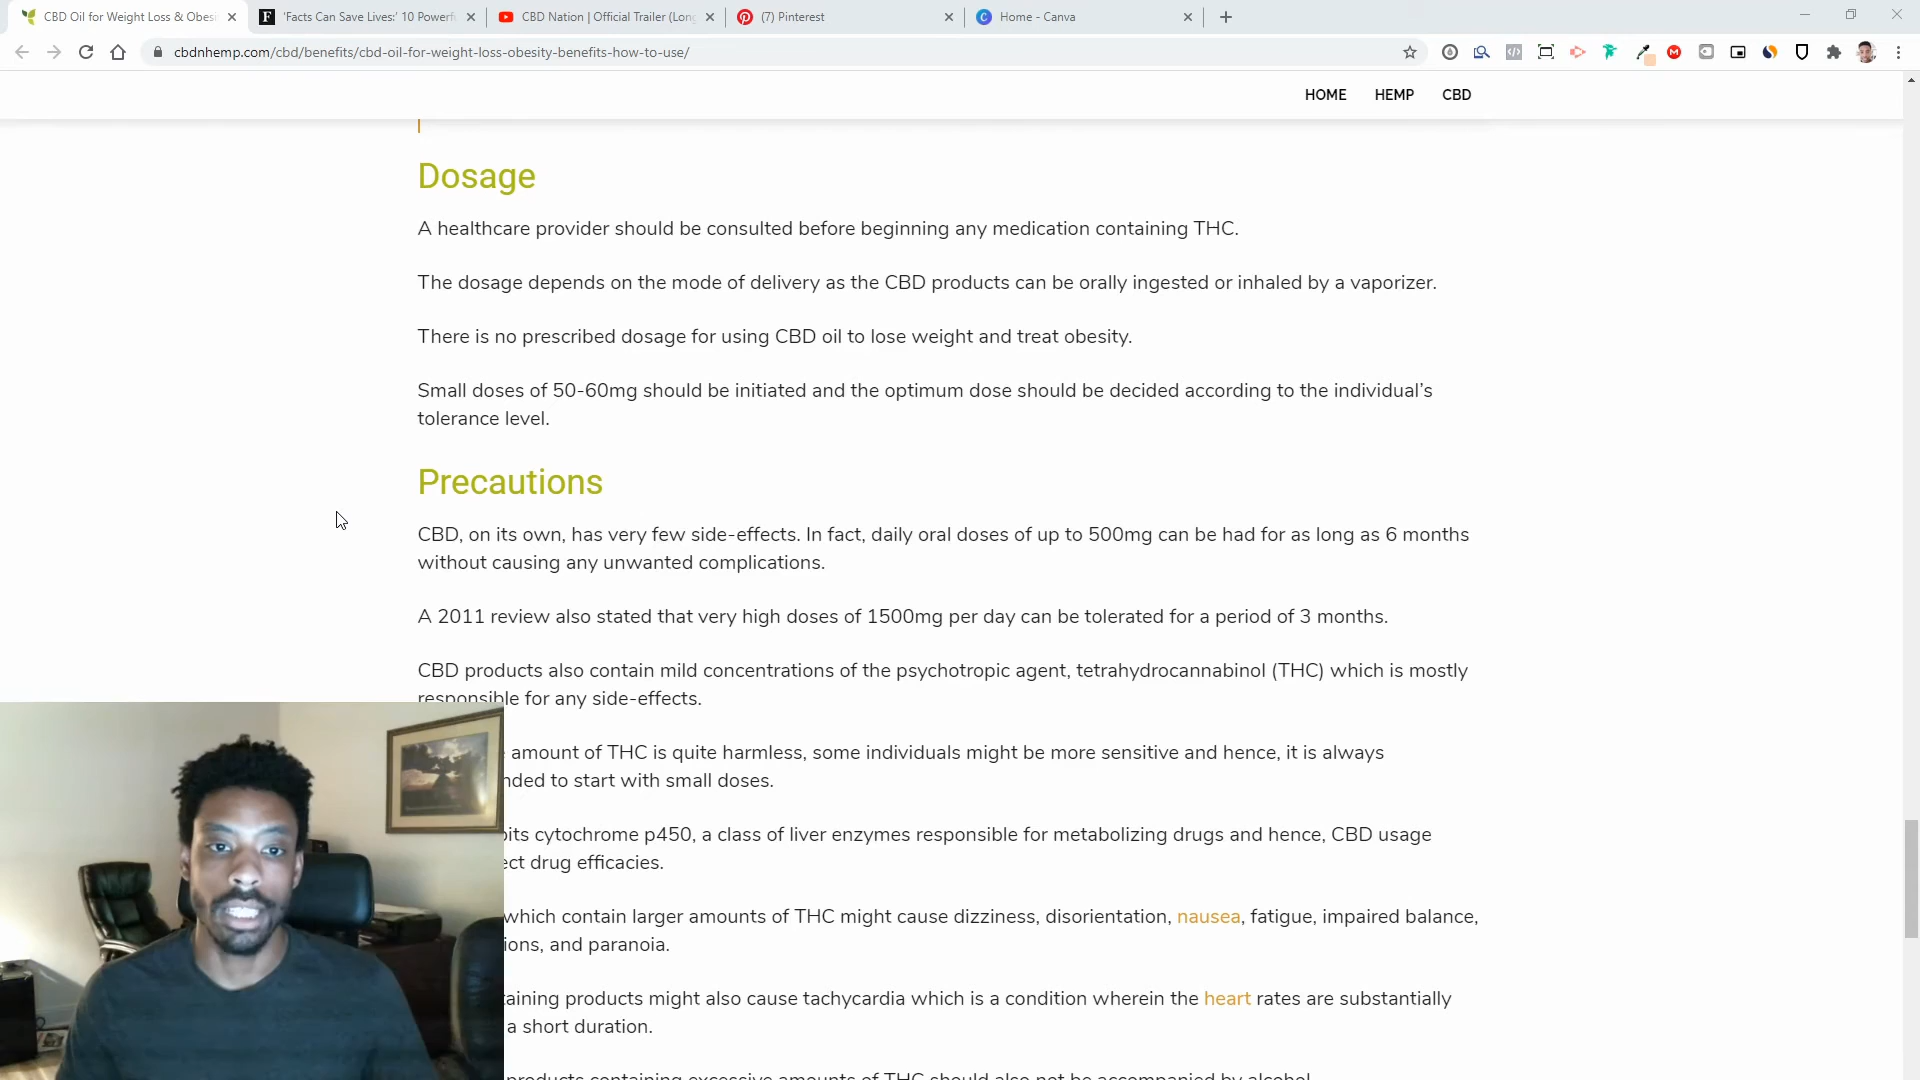 CBD Oil for Weight Loss & Obesi
'Facts Can Save Lives:' 10 Powerf
CBD Nation | Official Trailer (Long
(7) Pinterest
Home - Canva
cbdnhemp.com/cbd/benefits/cbd-oil-for-weight-loss-obesity-benefits-how-to-use/
HOME HEMP CBD
Dosage
A healthcare provider should be consulted before beginning any medication containing THC.
The dosage depends on the mode of delivery as the CBD products can be orally ingested or inhaled by a vaporizer.
There is no prescribed dosage for using CBD oil to lose weight and treat obesity.
Small doses of 50-60mg should be initiated and the optimum dose should be decided according to the individual's
tolerance level.
Precautions
CBD, on its own, has very few side-effects. In fact, daily oral doses of up to 500mg can be had for as long as 6 months
without causing any unwanted complications.
A 2011 review also stated that very high doses of 1500mg per day can be tolerated for a period of 3 months.
CBD products also contain mild concentrations of the psychotropic agent, tetrahydrocannabinol (THC) which is mostly
responsible for any side-effects.
amount of THC is quite harmless, some individuals might be more sensitive and hence, it is always
nded to start with small doses.
bits cytochrome p450, a class of liver enzymes responsible for metabolizing drugs and hence, CBD usage
ect drug efficacies.
which contain larger amounts of THC might cause dizziness, disorientation, nausea, fatigue, impaired balance,
ions, and paranoia.
taining products might also cause tachycardia which is a condition wherein the heart rates are substantially
a short duration.
products containing excessive amounts of THC should also not be accompanied by alcohol